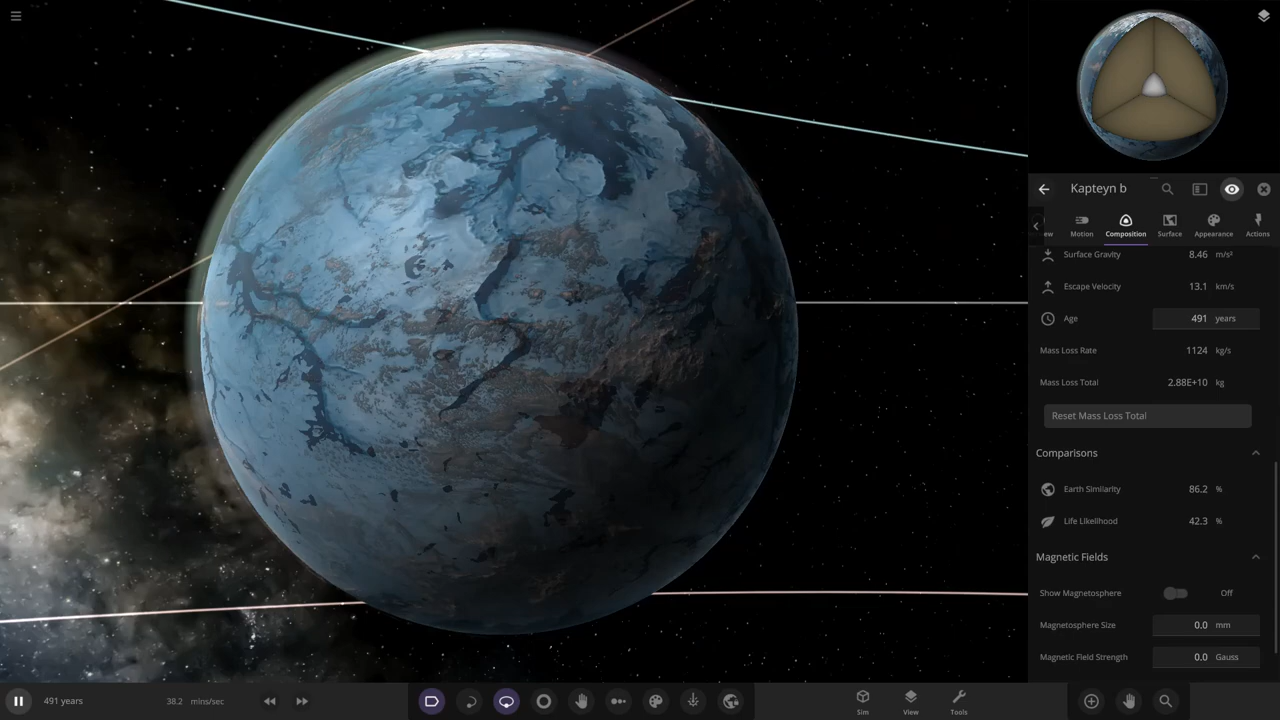 Kapteyn b
ew
Motion
Composition
Surface
Appearance
Actions
Surface Gravity 8.46 m/s²
Escape Velocity 13.1 km/s
Age 491 years
Mass Loss Rate 1124 kg/s
Mass Loss Total 2.88E+10 kg
Reset Mass Loss Total
Comparisons
Earth Similarity 86.2 %
Life Likelihood 42.3 %
Magnetic Fields
Show Magnetosphere Off
Magnetosphere Size 0.0 mm
Magnetic Field Strength 0.0 Gauss
491 years
38.2 mins/sec
Sim
View
Tools